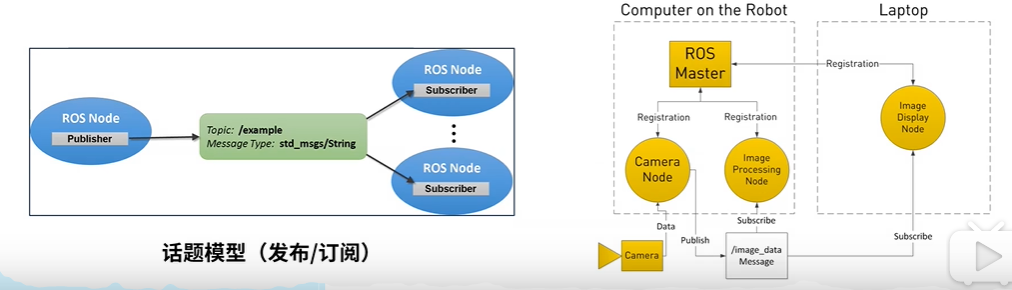 ROS Node
Publisher
Topic: /example
Message Type: std_msgs/String
ROS Node
Subscriber
ROS Node
Subscriber
话题模型（发布/订阅）
Computer on the Robot
Laptop
ROS
Master
Registration
Registration
Registration
Camera
Node
Image
Processing
Node
Image
Display
Node
Data
Publish
Subscribe
Subscribe
Camera
/image_data
Message